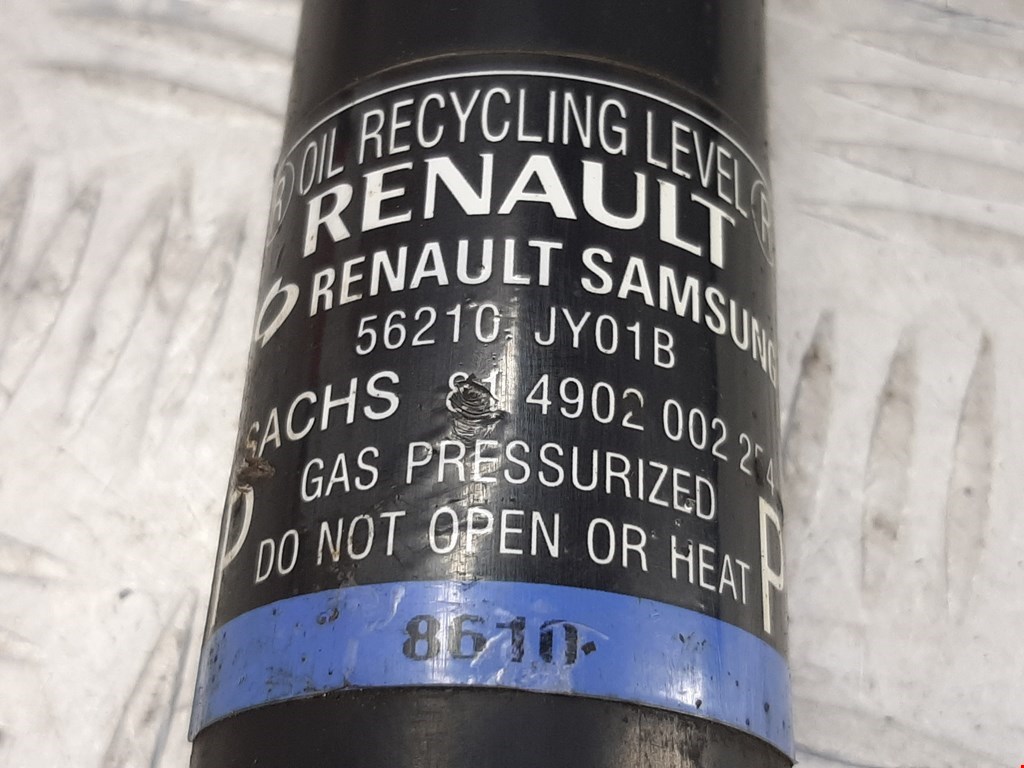 R OIL RECYCLING LEVEL R
RENAULT
RENAULT SAMSUNG
56210 JY01B
SACHS 4902 002 254
GAS PRESSURIZED
P DO NOT OPEN OR HEAT P
8610